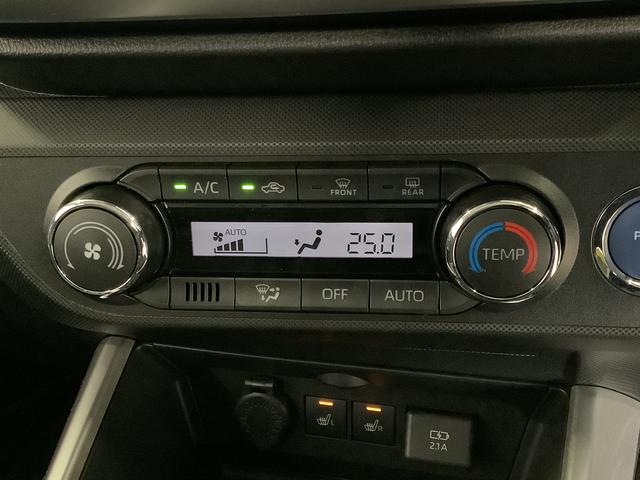 A/C
FRONT
REAR
AUTO
25.0
TEMP
P
OFF
AUTO
L
R
2.1A